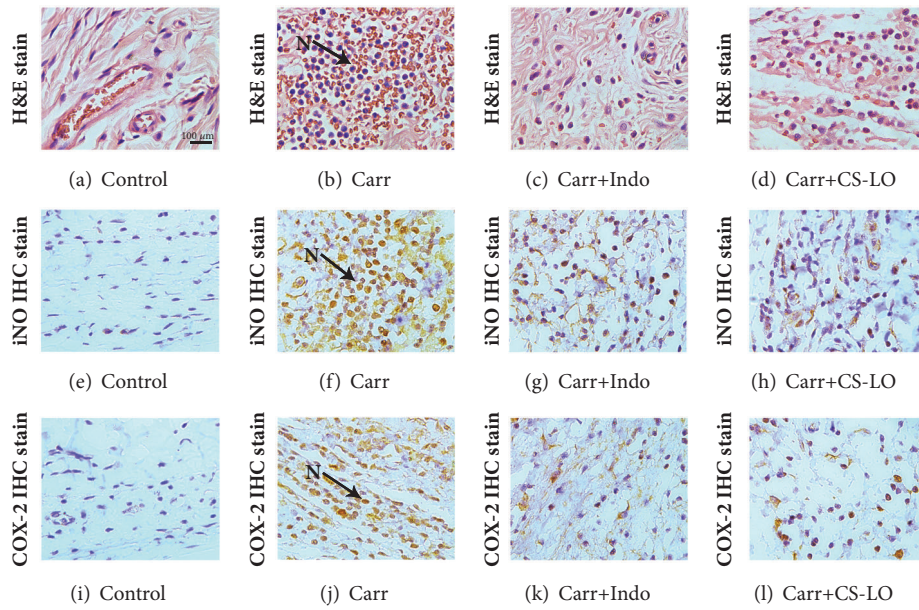 H&E stain
100 µm
(a) Control
H&E stain
N
(b) Carr
H&E stain
(c) Carr+Indo
H&E stain
(d) Carr+CS-LO
iNO IHC stain
(e) Control
iNO IHC stain
N
(f) Carr
iNO IHC stain
(g) Carr+Indo
iNO IHC stain
(h) Carr+CS-LO
COX-2 IHC stain
(i) Control
COX-2 IHC stain
N
(j) Carr
COX-2 IHC stain
(k) Carr+Indo
COX-2 IHC stain
(l) Carr+CS-LO